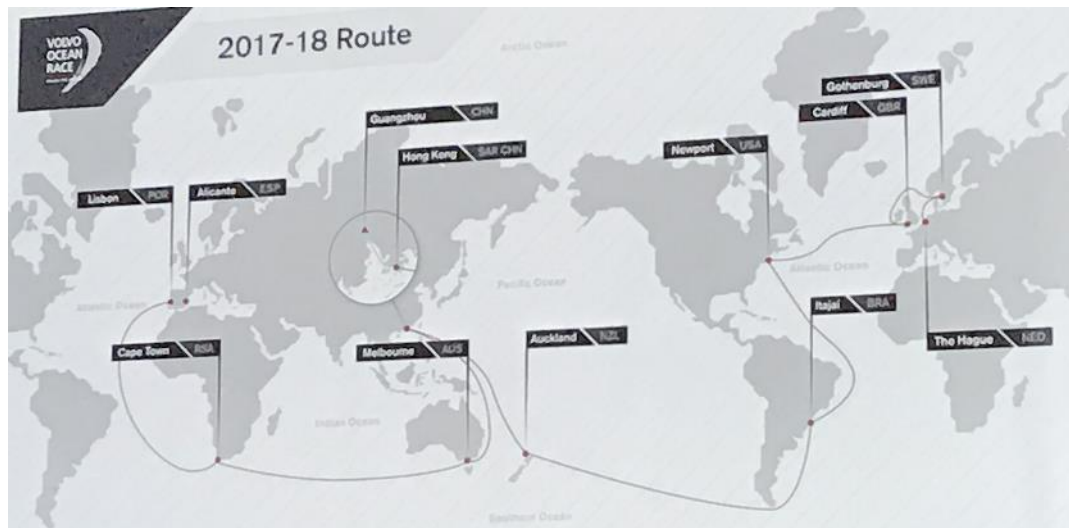 VOLVO
OCEAN
RACE
2017-18 Route
Arctic Ocean
Gothenburg SWE
Cardiff GBR
Guangzhou CHN
Hong Kong SAR CHN
Newport USA
Lisbon POR
Alicante ESP
Atlantic Ocean
Pacific Ocean
Atlantic Ocean
Itajaí BRA
Cape Town RSA
Melbourne AUS
Auckland NZL
The Hague NED
Indian Ocean
Southern Ocean